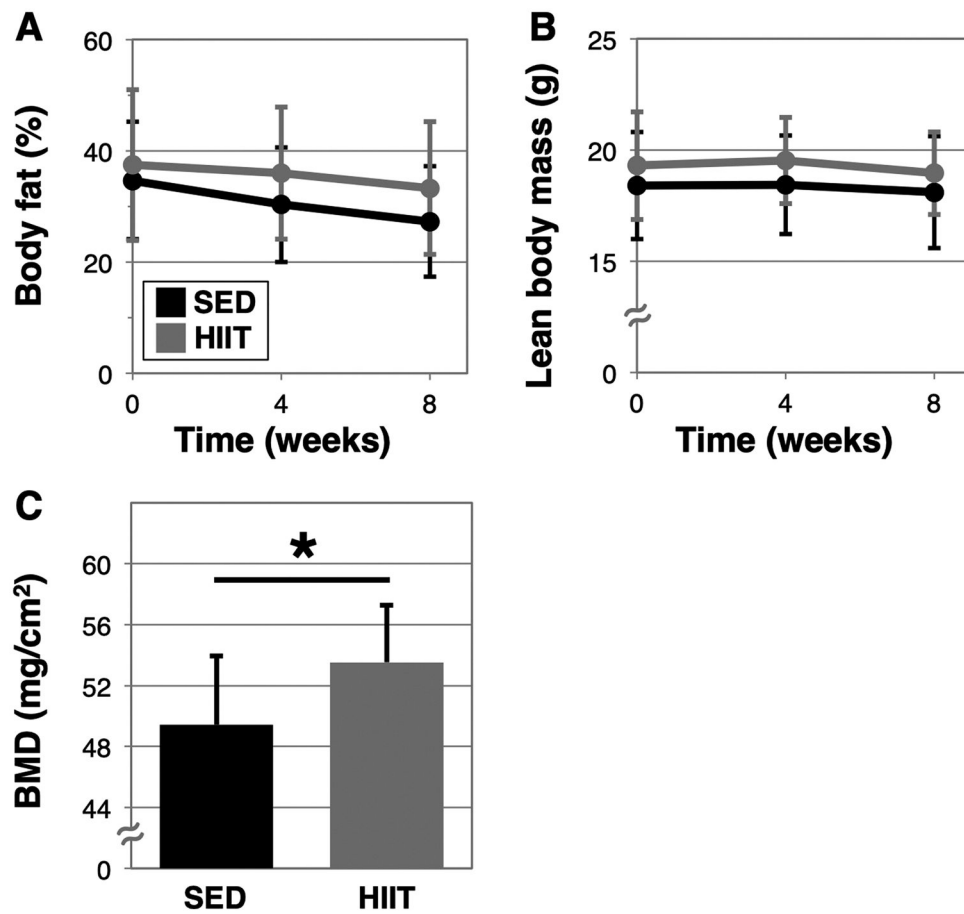 A
Body fat (%)
60
40
20
0
SED
HIIT
0 4 8
Time (weeks)
B
Lean body mass (g)
25
20
15
0
0 4 8
Time (weeks)
C
BMD (mg/cm²)
60
56
52
48
44
0
*
SED HIIT